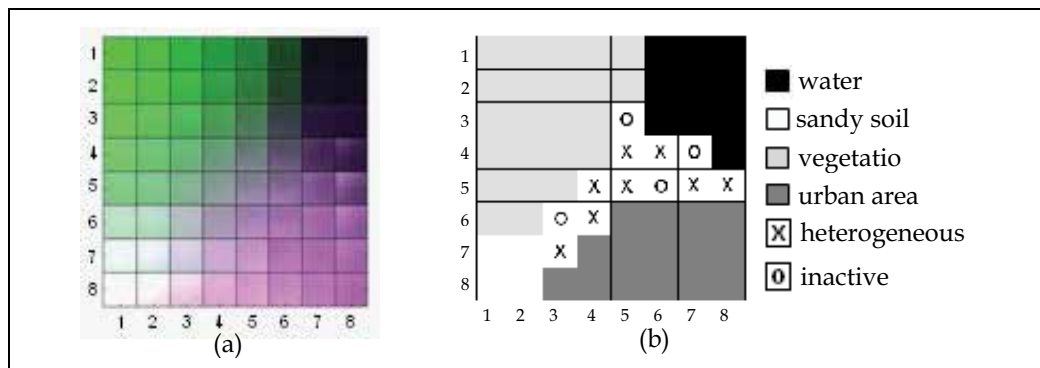 1
2
3
4
5
6
7
8
1 2 3 4 5 6 7 8
(a)
1
2
3 O
4 X X O
5 X X O X X
6 O X
7 X
8
1 2 3 4 5 6 7 8
(b)
water
sandy soil
vegetatio
urban area
X heterogeneous
O inactive